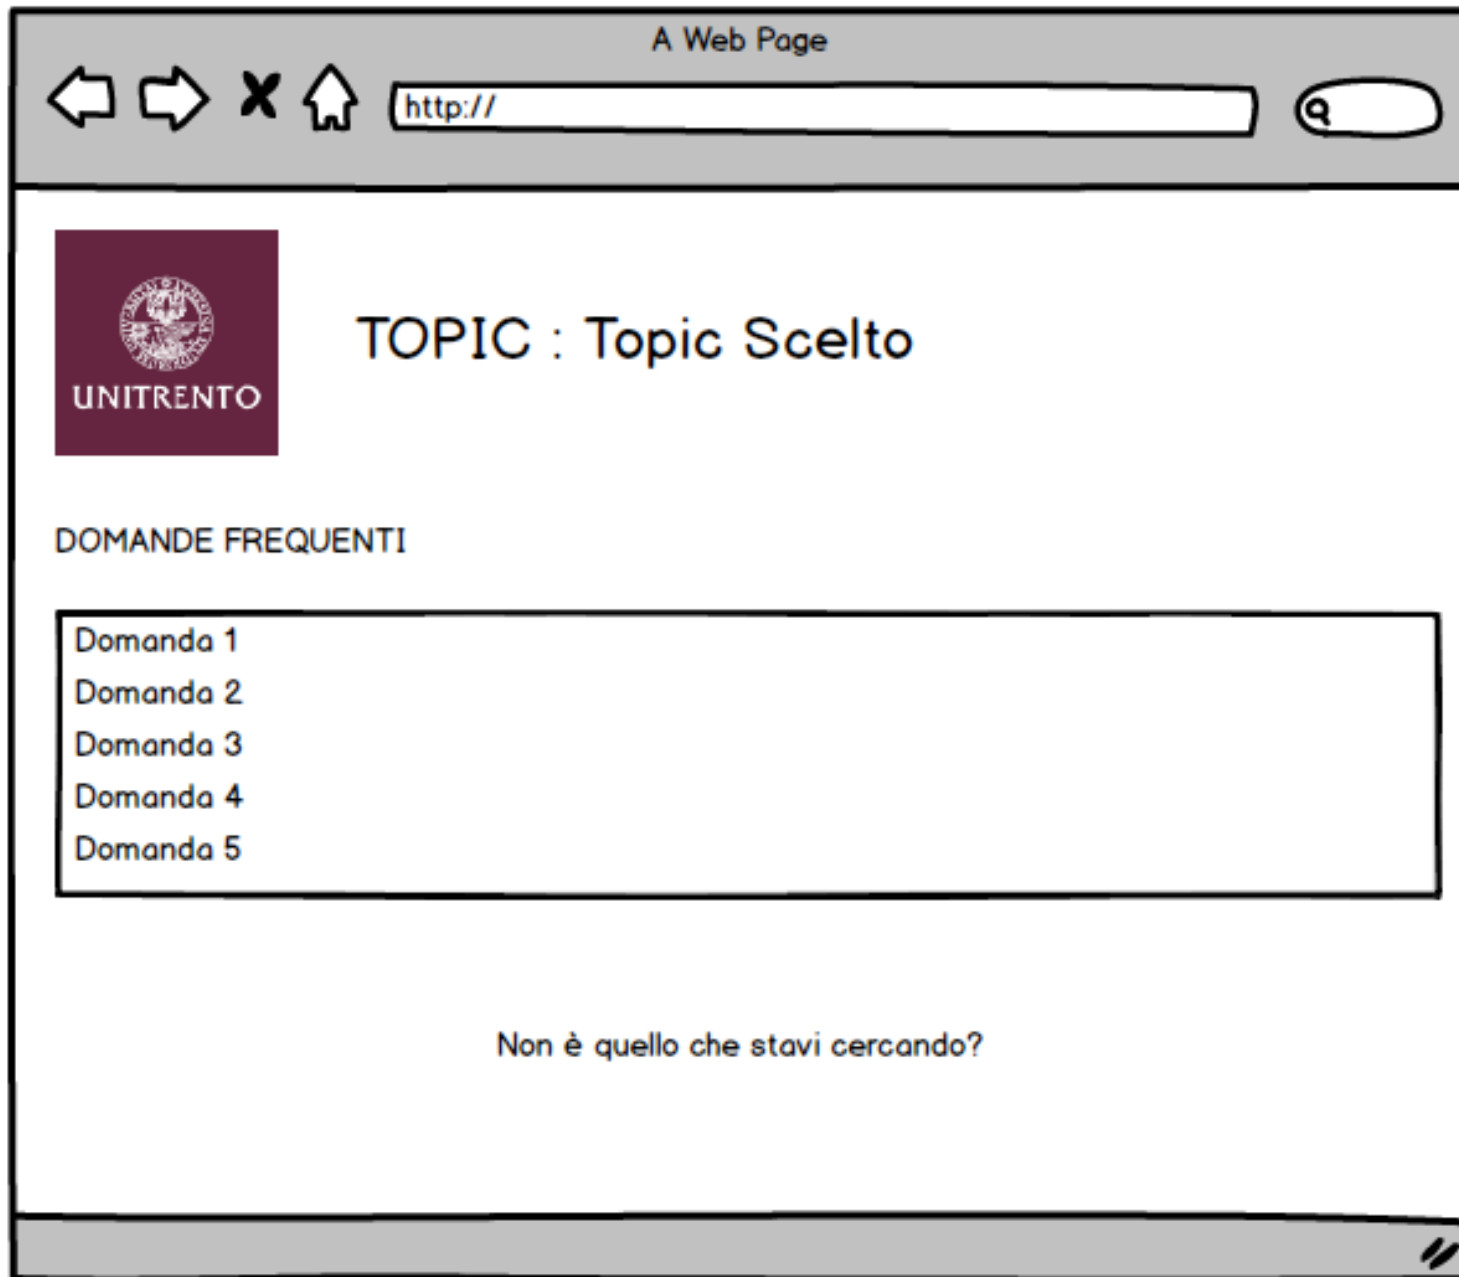 A Web Page
http://
UNITRENTO
TOPIC : Topic Scelto
DOMANDE FREQUENTI
Domanda 1
Domanda 2
Domanda 3
Domanda 4
Domanda 5
Non è quello che stavi cercando?